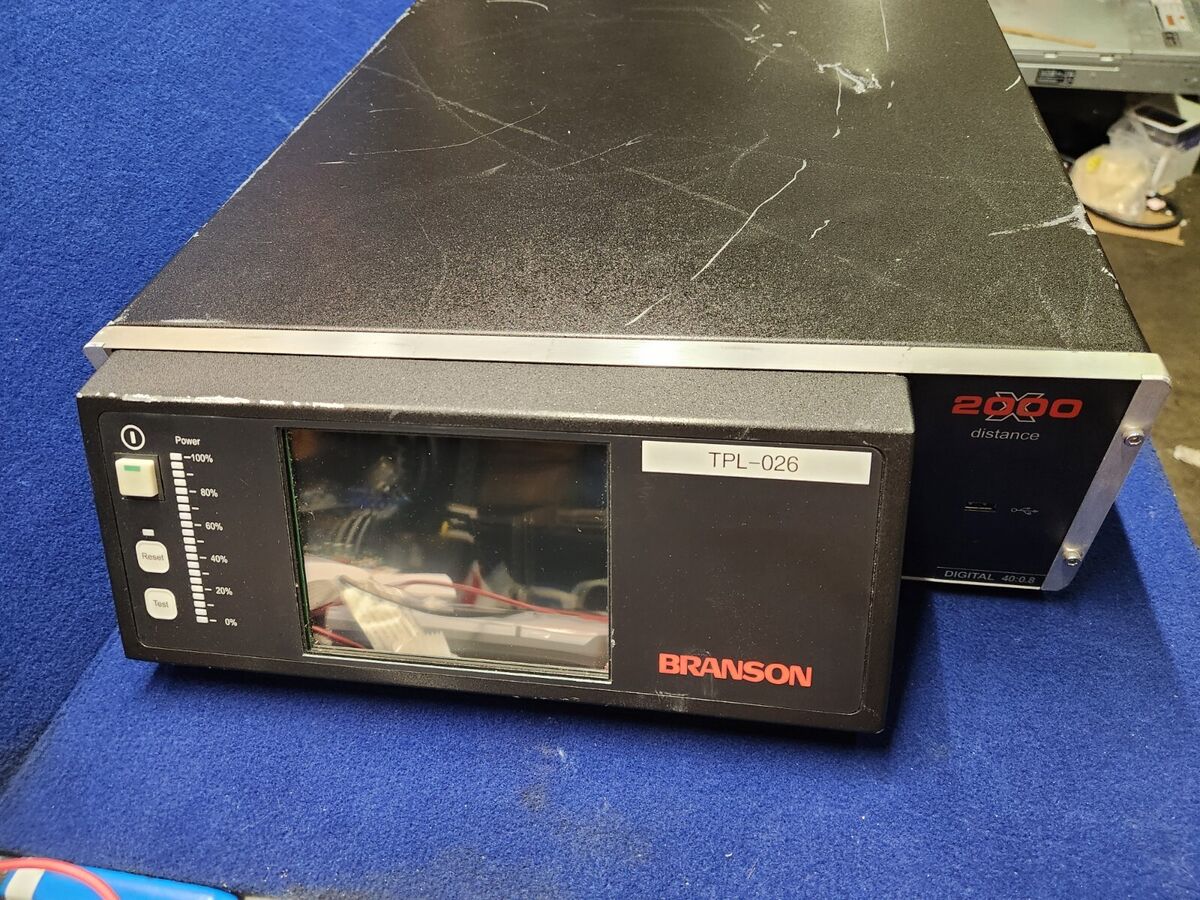 2000X
distance
DIGITAL 40:0.8
TPL-026
Power
100%
80%
60%
40%
20%
0%
Reset
Test
BRANSON